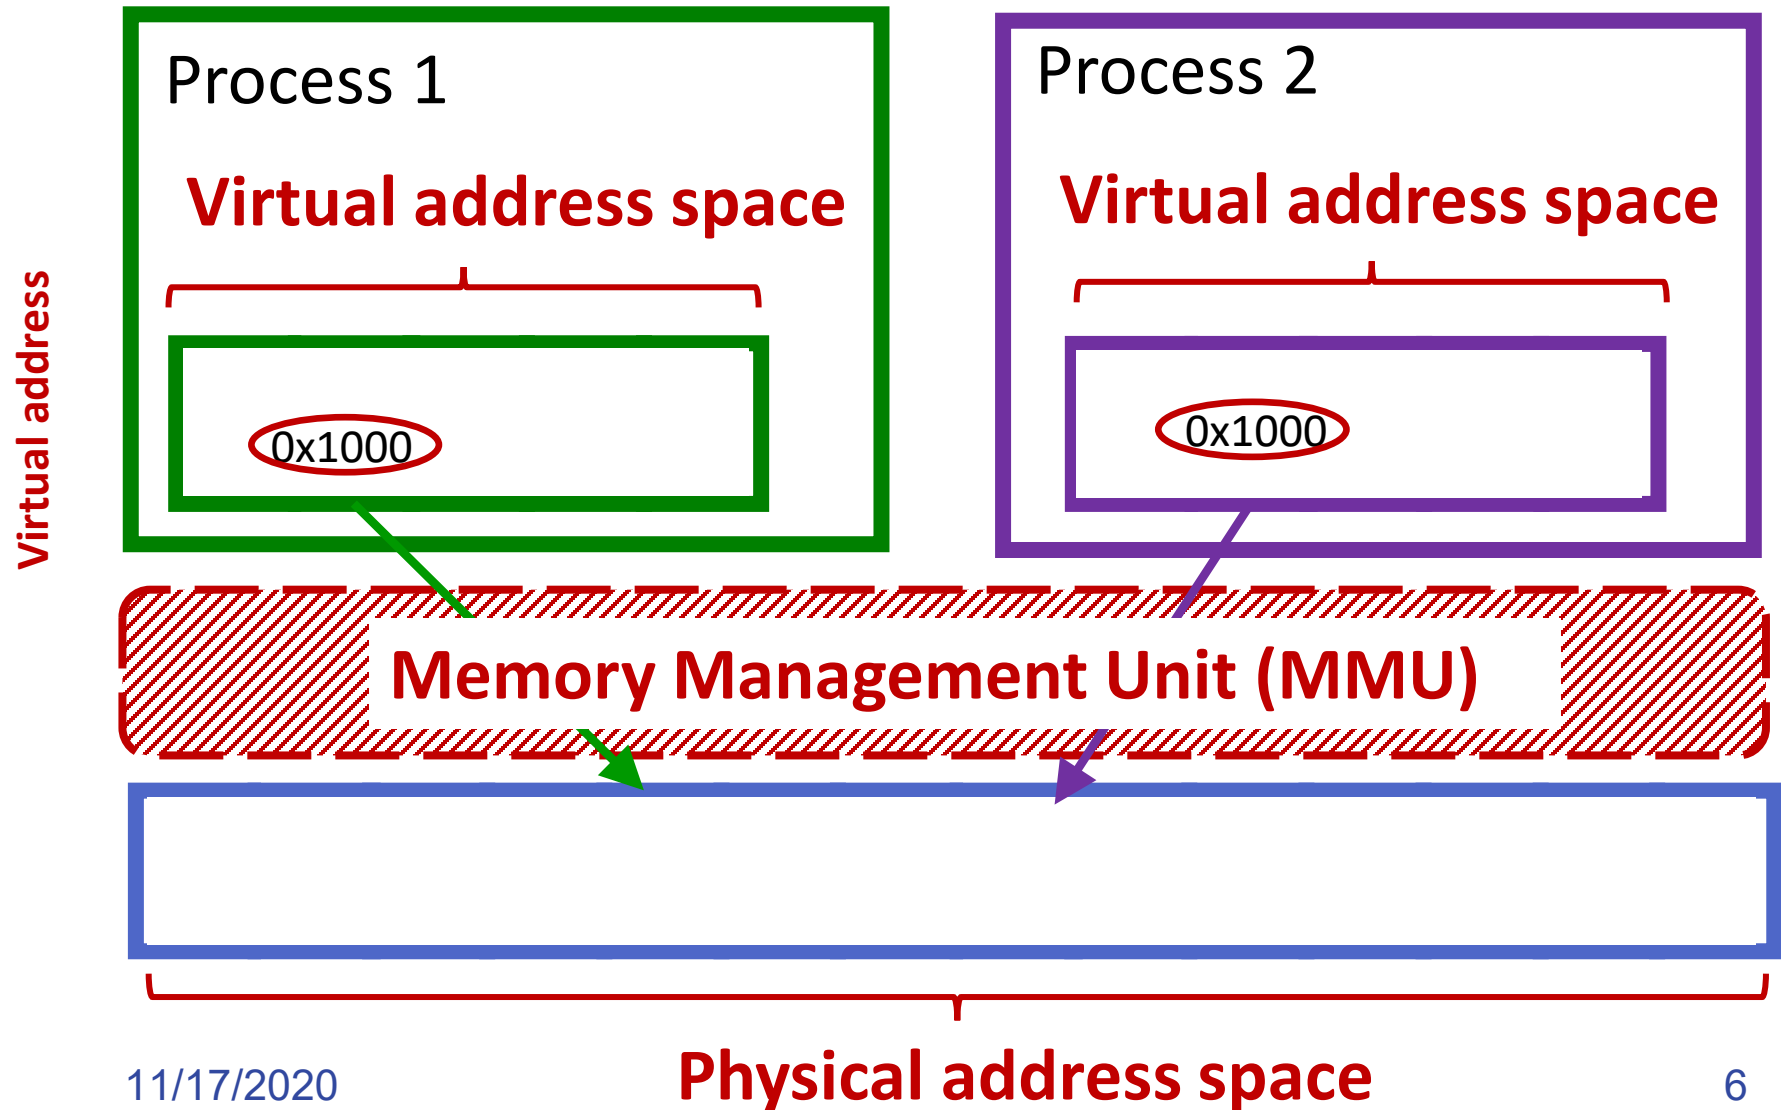 Process 1
Process 2
Virtual address space
Virtual address space
Virtual address
0x1000
0x1000
Memory Management Unit (MMU)
Physical address space
11/17/2020
6